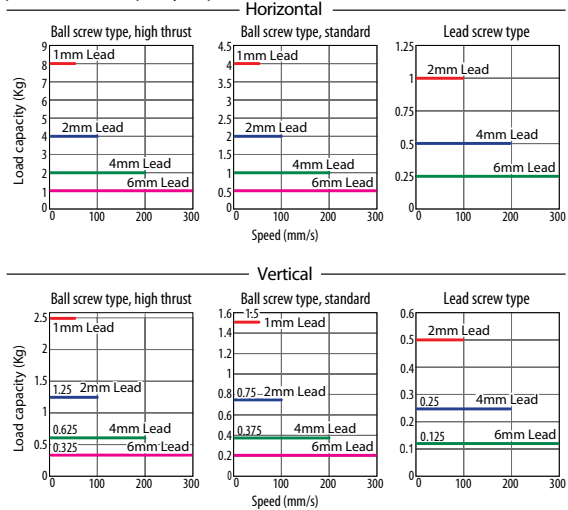 Horizontal
Ball screw type, high thrust
Load capacity (Kg)
9
8
7
6
5
4
3
2
1
0
1mm Lead
2mm Lead
4mm Lead
6mm Lead
0 100 200 300
Ball screw type, standard
4.5
4
3.5
3
2.5
2
1.5
1
0.5
0
1mm Lead
2mm Lead
4mm Lead
6mm Lead
0 100 200 300
Speed (mm/s)
Lead screw type
1.25
1
0.75
0.5
0.25
0
2mm Lead
4mm Lead
6mm Lead
0 100 200 300
Vertical
Ball screw type, high thrust
Load capacity (Kg)
2.5
2
1.5
1
0.5
0
1mm Lead
1.25 2mm Lead
0.625 4mm Lead
0.325 6mm Lead
0 100 200 300
Ball screw type, standard
1.6
1.4
1.2
1
0.8
0.6
0.4
0.2
0
1.5 1mm Lead
0.75 2mm Lead
0.375 4mm Lead
6mm Lead
0 100 200 300
Speed (mm/s)
Lead screw type
0.6
0.5
0.4
0.3
0.2
0.1
0
2mm Lead
0.25 4mm Lead
0.125 6mm Lead
0 100 200 300